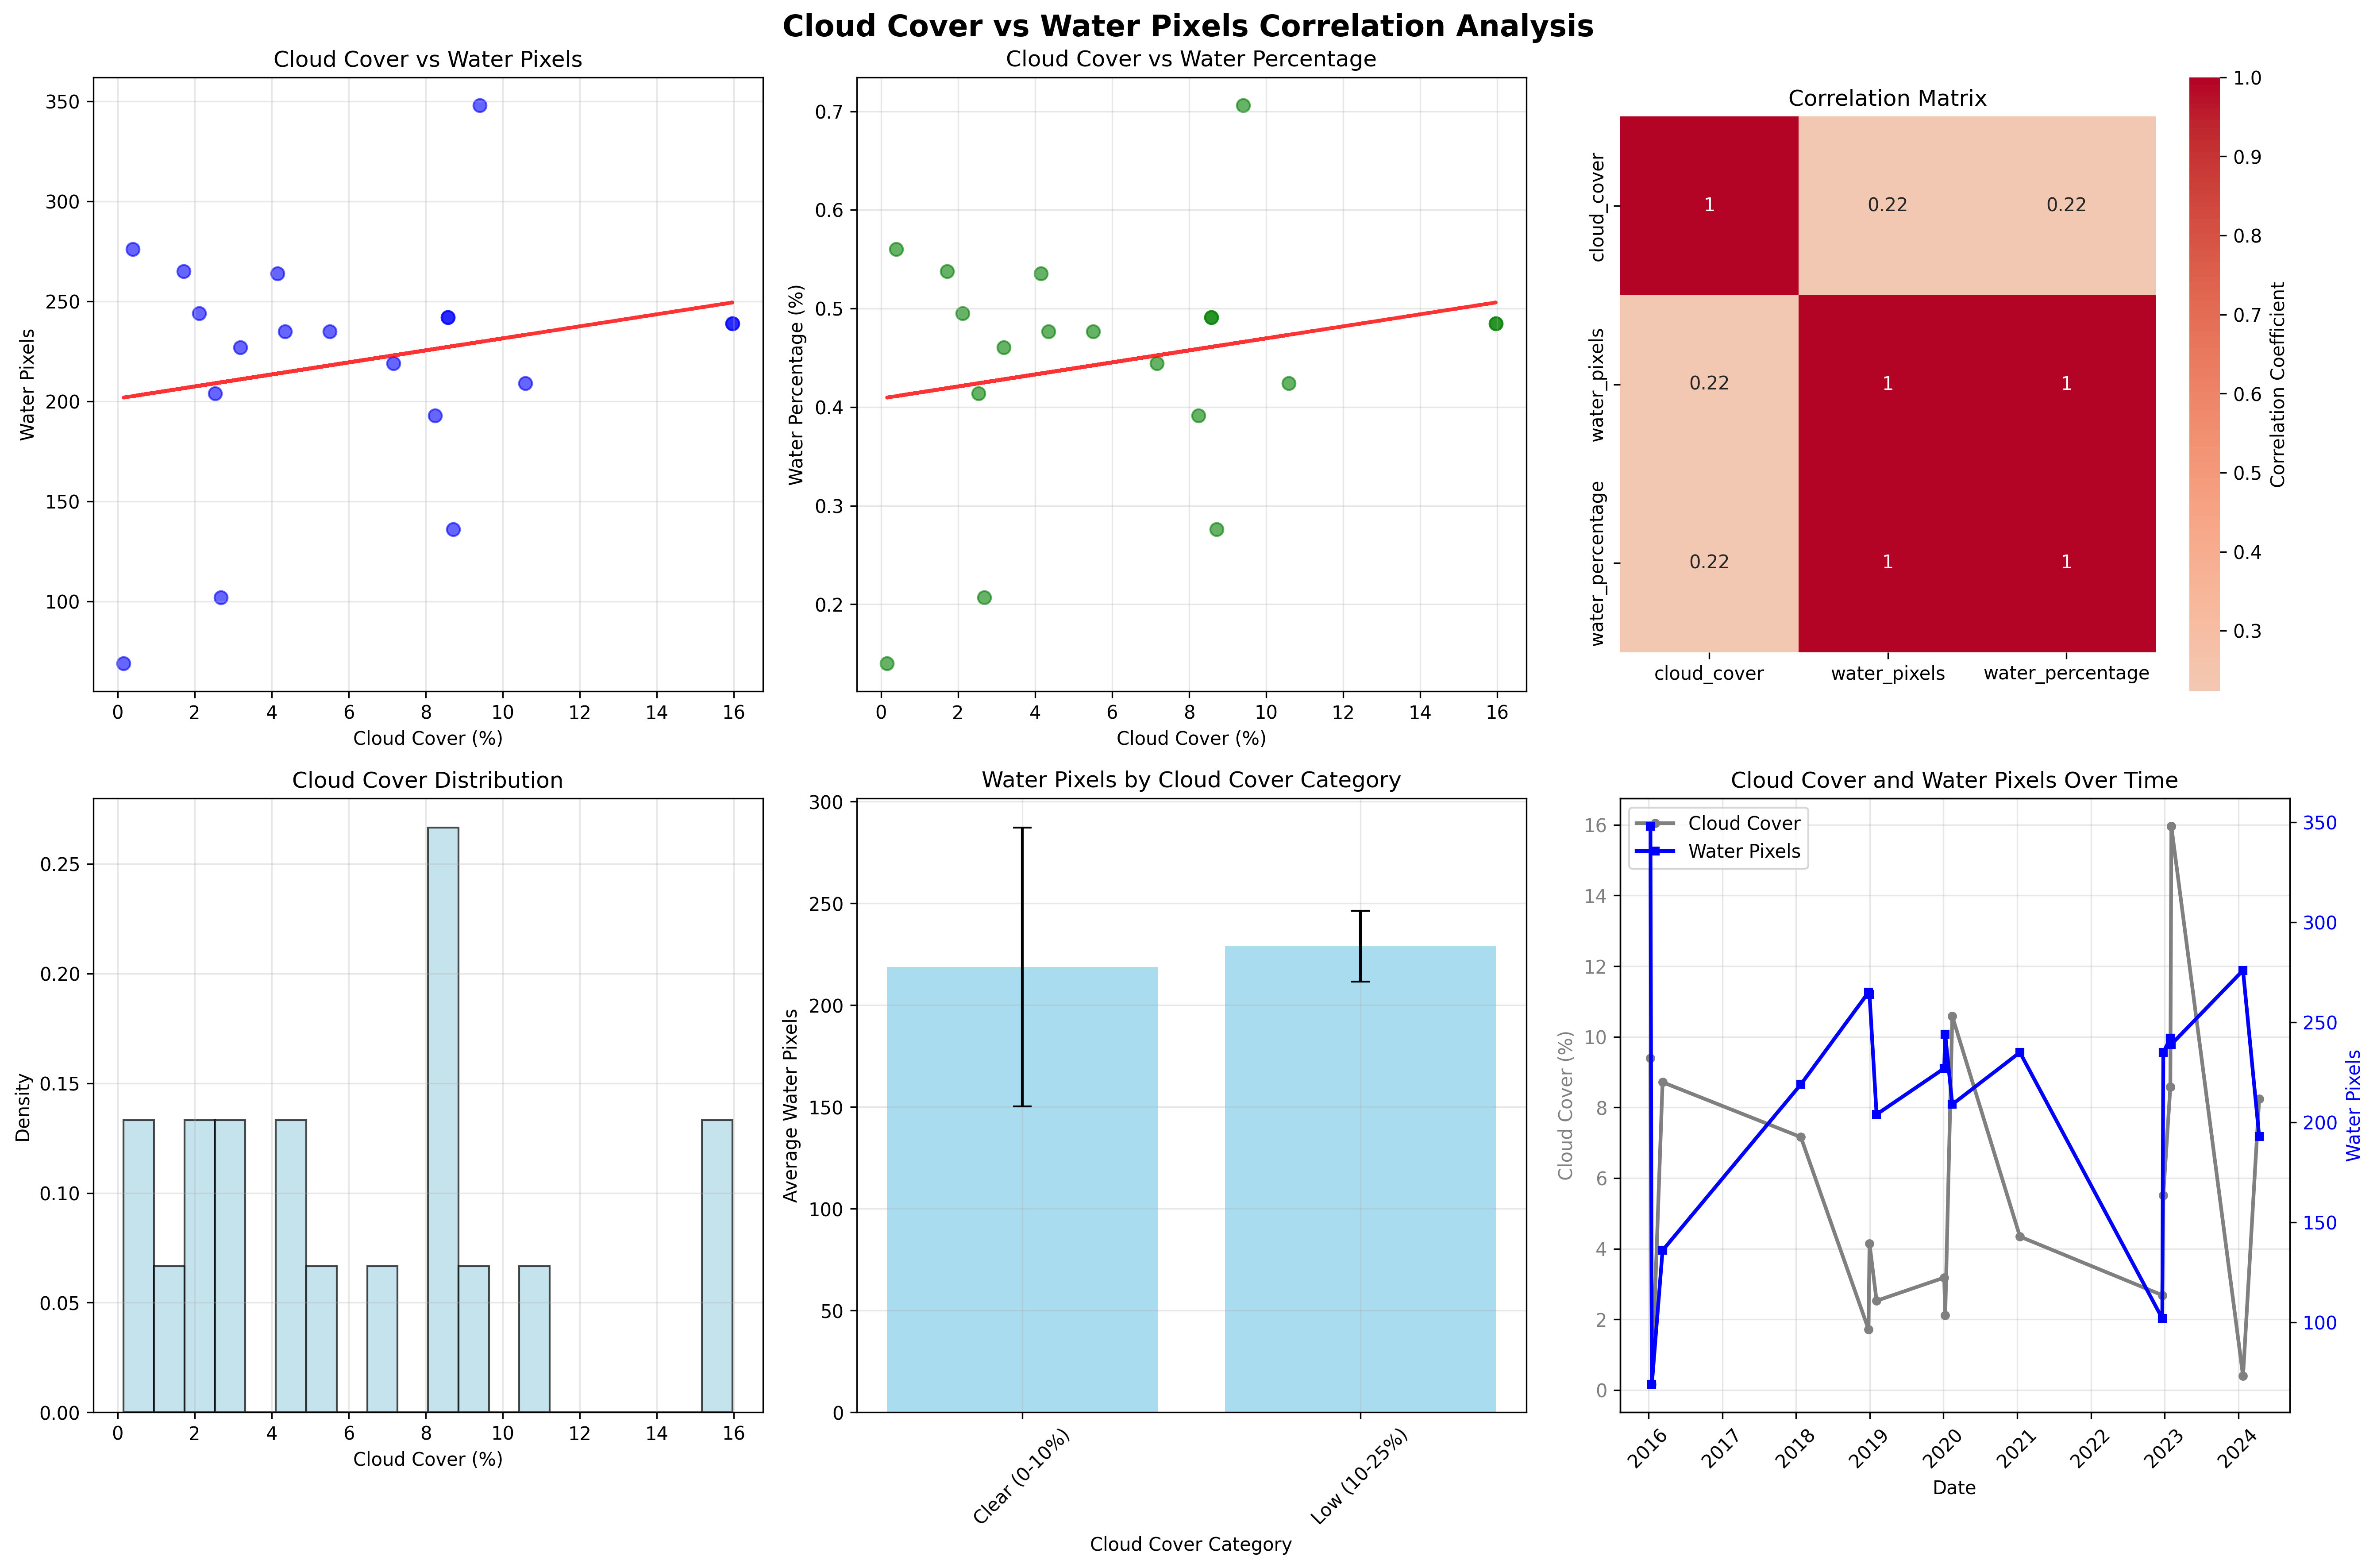 Cloud Cover vs Water Pixels Correlation Analysis
Cloud Cover vs Water Pixels
Water Pixels
350
300
250
200
150
100
0 2 4 6 8 10 12 14 16
Cloud Cover (%)
Cloud Cover vs Water Percentage
Water Percentage (%)
0.7
0.6
0.5
0.4
0.3
0.2
0 2 4 6 8 10 12 14 16
Cloud Cover (%)
Correlation Matrix
cloud_cover
water_pixels
water_percentage
1 0.22 0.22
0.22 1 1
0.22 1 1
cloud_cover water_pixels water_percentage
1.0
0.9
0.8
0.7
0.6
0.5
0.4
0.3
Correlation Coefficient
Cloud Cover Distribution
Density
0.25
0.20
0.15
0.10
0.05
0.00
0 2 4 6 8 10 12 14 16
Cloud Cover (%)
Water Pixels by Cloud Cover Category
Average Water Pixels
300
250
200
150
100
50
0
Clear (0-10%) Low (10-25%)
Cloud Cover Category
Cloud Cover and Water Pixels Over Time
Cloud Cover
Water Pixels
Cloud Cover (%)
16
14
12
10
8
6
4
2
0
350
300
250
200
150
100
Water Pixels
2016 2017 2018 2019 2020 2021 2022 2023 2024
Date